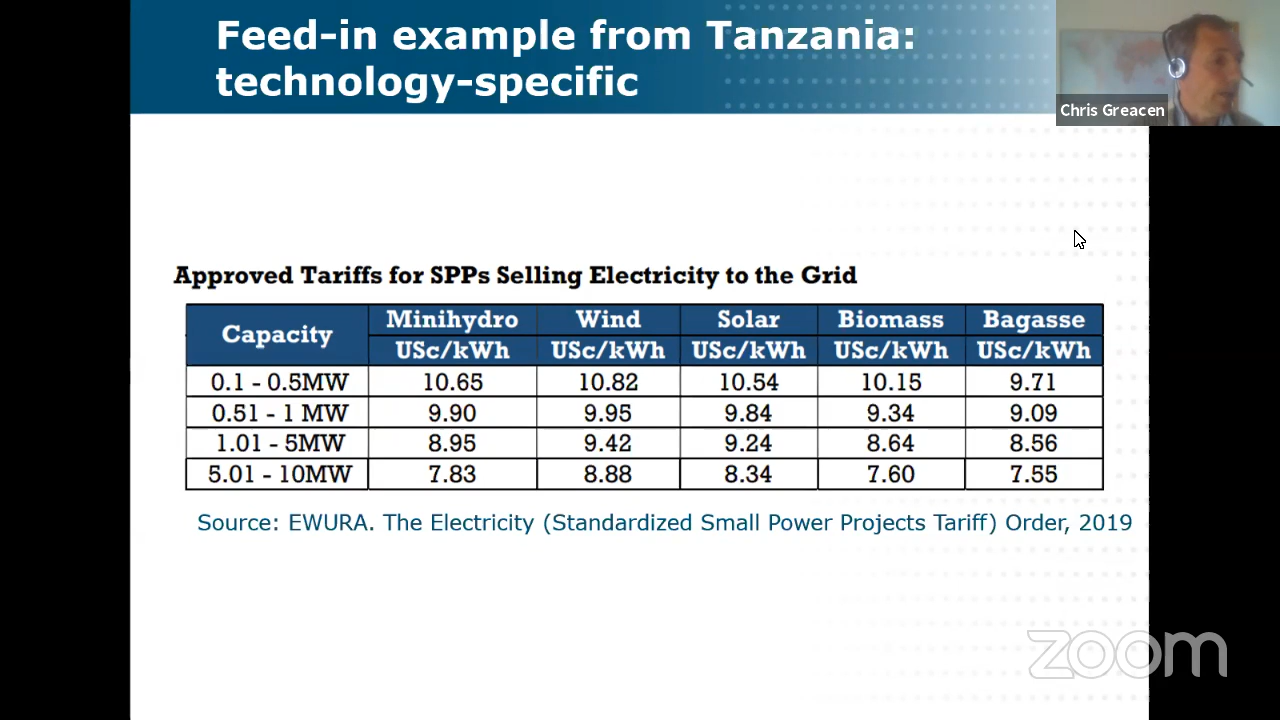 Feed-in example from Tanzania:
technology-specific
Chris Greacen
Approved Tariffs for SPPs Selling Electricity to the Grid
Capacity Minihydro Wind Solar Biomass Bagasse
USc/kWh USc/kWh USc/kWh USc/kWh USc/kWh
0.1 - 0.5MW 10.65 10.82 10.54 10.15 9.71
0.51 - 1 MW 9.90 9.95 9.84 9.34 9.09
1.01 - 5MW 8.95 9.42 9.24 8.64 8.56
5.01 - 10MW 7.83 8.88 8.34 7.60 7.55
Source: EWURA. The Electricity (Standardized Small Power Projects Tariff) Order, 2019
zoom